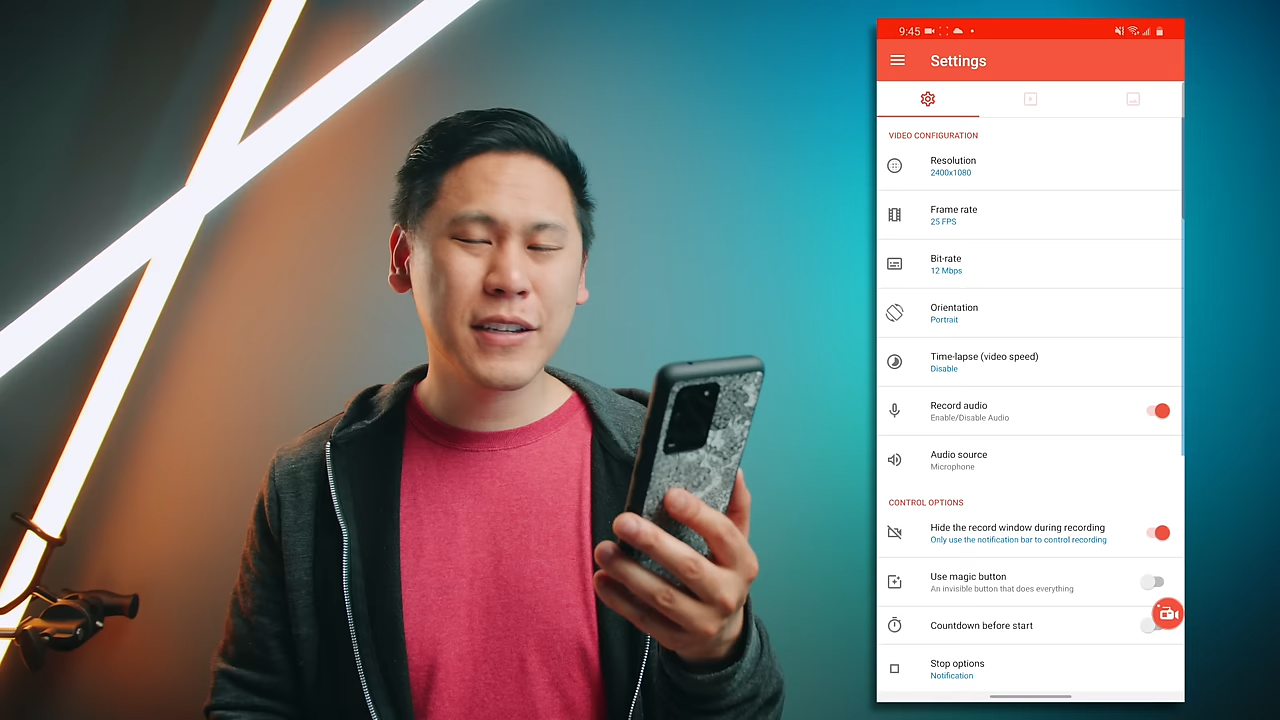 9:45
Settings
VIDEO CONFIGURATION
Resolution
2400x1080
Frame rate
25 FPS
Bit-rate
12 Mbps
Orientation
Portrait
Time-lapse (video speed)
Disable
Record audio
Enable/Disable Audio
Audio source
Microphone
CONTROL OPTIONS
Hide the record window during recording
Only use the notification bar to control recording
Use magic button
An invisible button that does everything
Countdown before start
Stop options
Notification